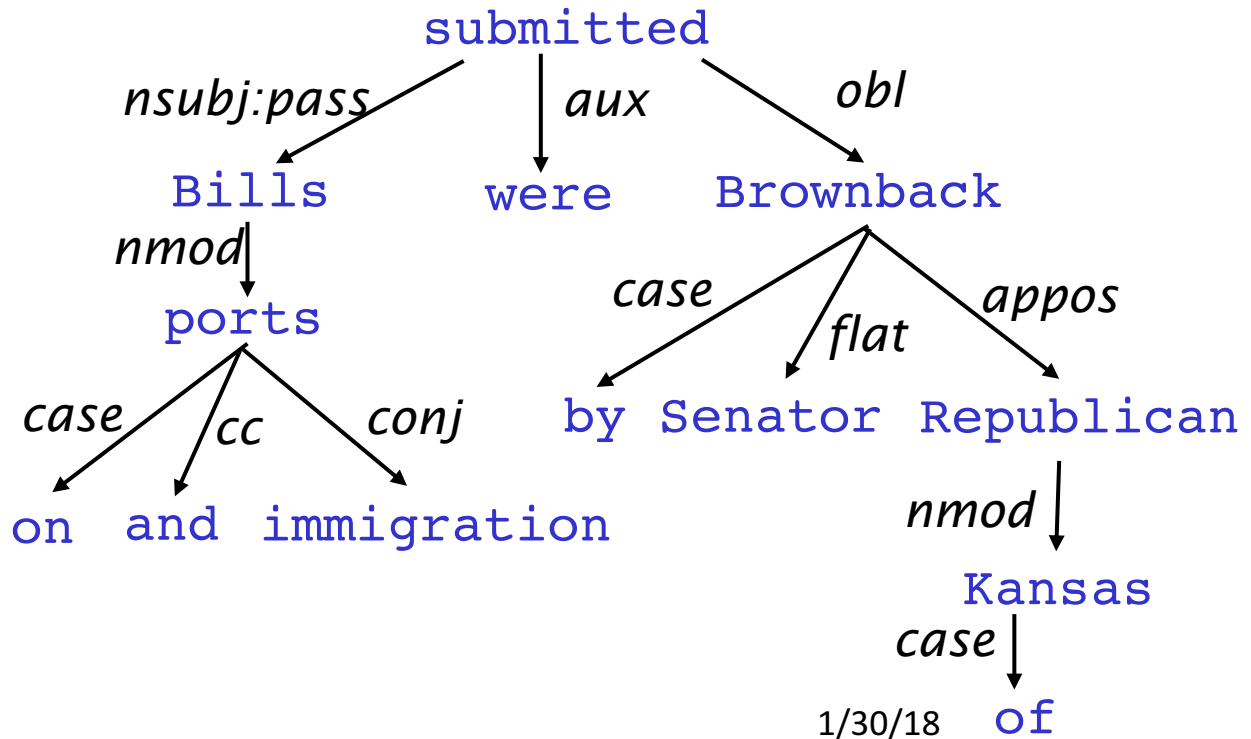 submitted
nsubj:pass aux obl
Bills were Brownback
nmod
case appos
ports
flat
case cc conj
by Senator Republican
on and immigration
nmod
Kansas
case
1/30/18 of